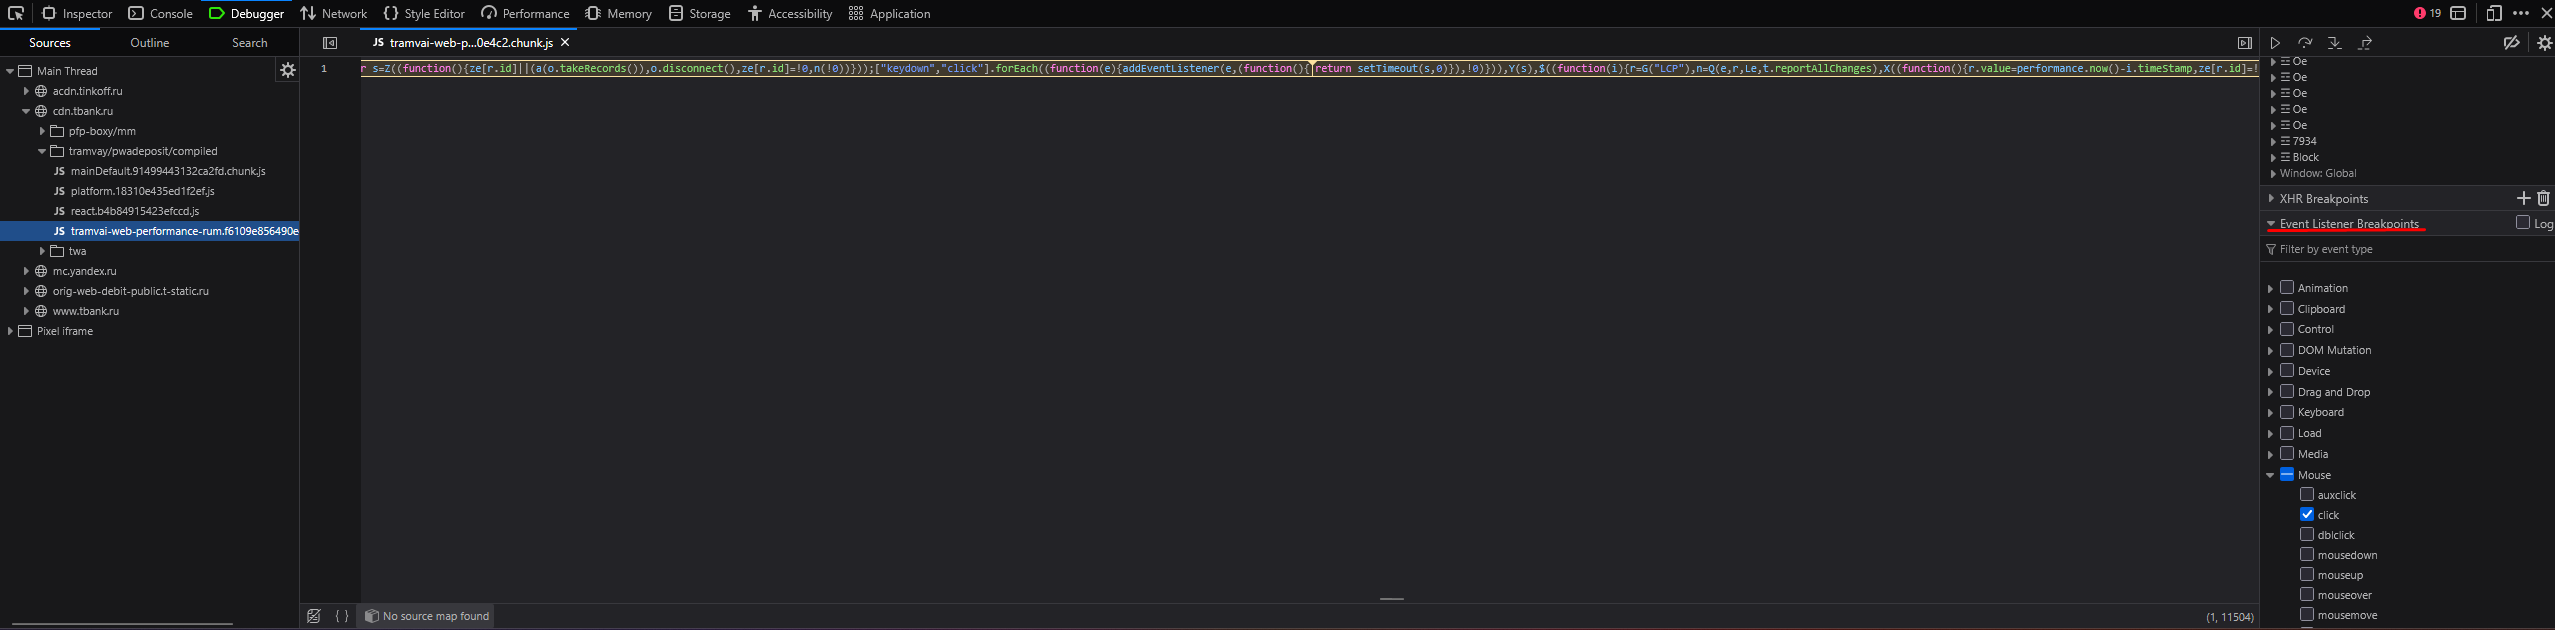 Inspector Console Debugger Network {} Style Editor Performance Memory Storage Accessibility Application 19
Sources Outline Search
JS tramvai-web-p...0e4c2.chunk.js
Main Thread
acdn.tinkoff.ru
cdn.tbank.ru
pfp-boxy/mm
tramvay/pwadeposit/compiled
JS mainDefault.91499443132ca2fd.chunk.js
JS platform.18310e435ed1f2ef.js
JS react.b4b84915423efccd.js
JS tramvai-web-performance-rum.f6109e856490e
twa
mc.yandex.ru
orig-web-debit-public.t-static.ru
www.tbank.ru
Pixel iframe
1 r s=Z((function(){ze[r.id]||(a(o.takeRecords()),o.disconnect(),ze[r.id]=!0,n(!0))}));["keydown","click"].forEach((function(e){addEventListener(e,(function(){return setTimeout(s,0)}),!0)})),Y(s),$((function(i){r=G("LCP"),n=Q(e,r,Le,t.reportAllChanges),X((function(){r.value=performance.now()-i.timeStamp,ze[r.id]=!
{ } No source map found
(1, 11504)
Oe
Oe
Oe
Oe
Oe
7934
Block
Window: Global
XHR Breakpoints
Event Listener Breakpoints Log
Filter by event type
Animation
Clipboard
Control
DOM Mutation
Device
Drag and Drop
Keyboard
Load
Media
Mouse
auxclick
click
dblclick
mousedown
mouseup
mouseover
mousemove